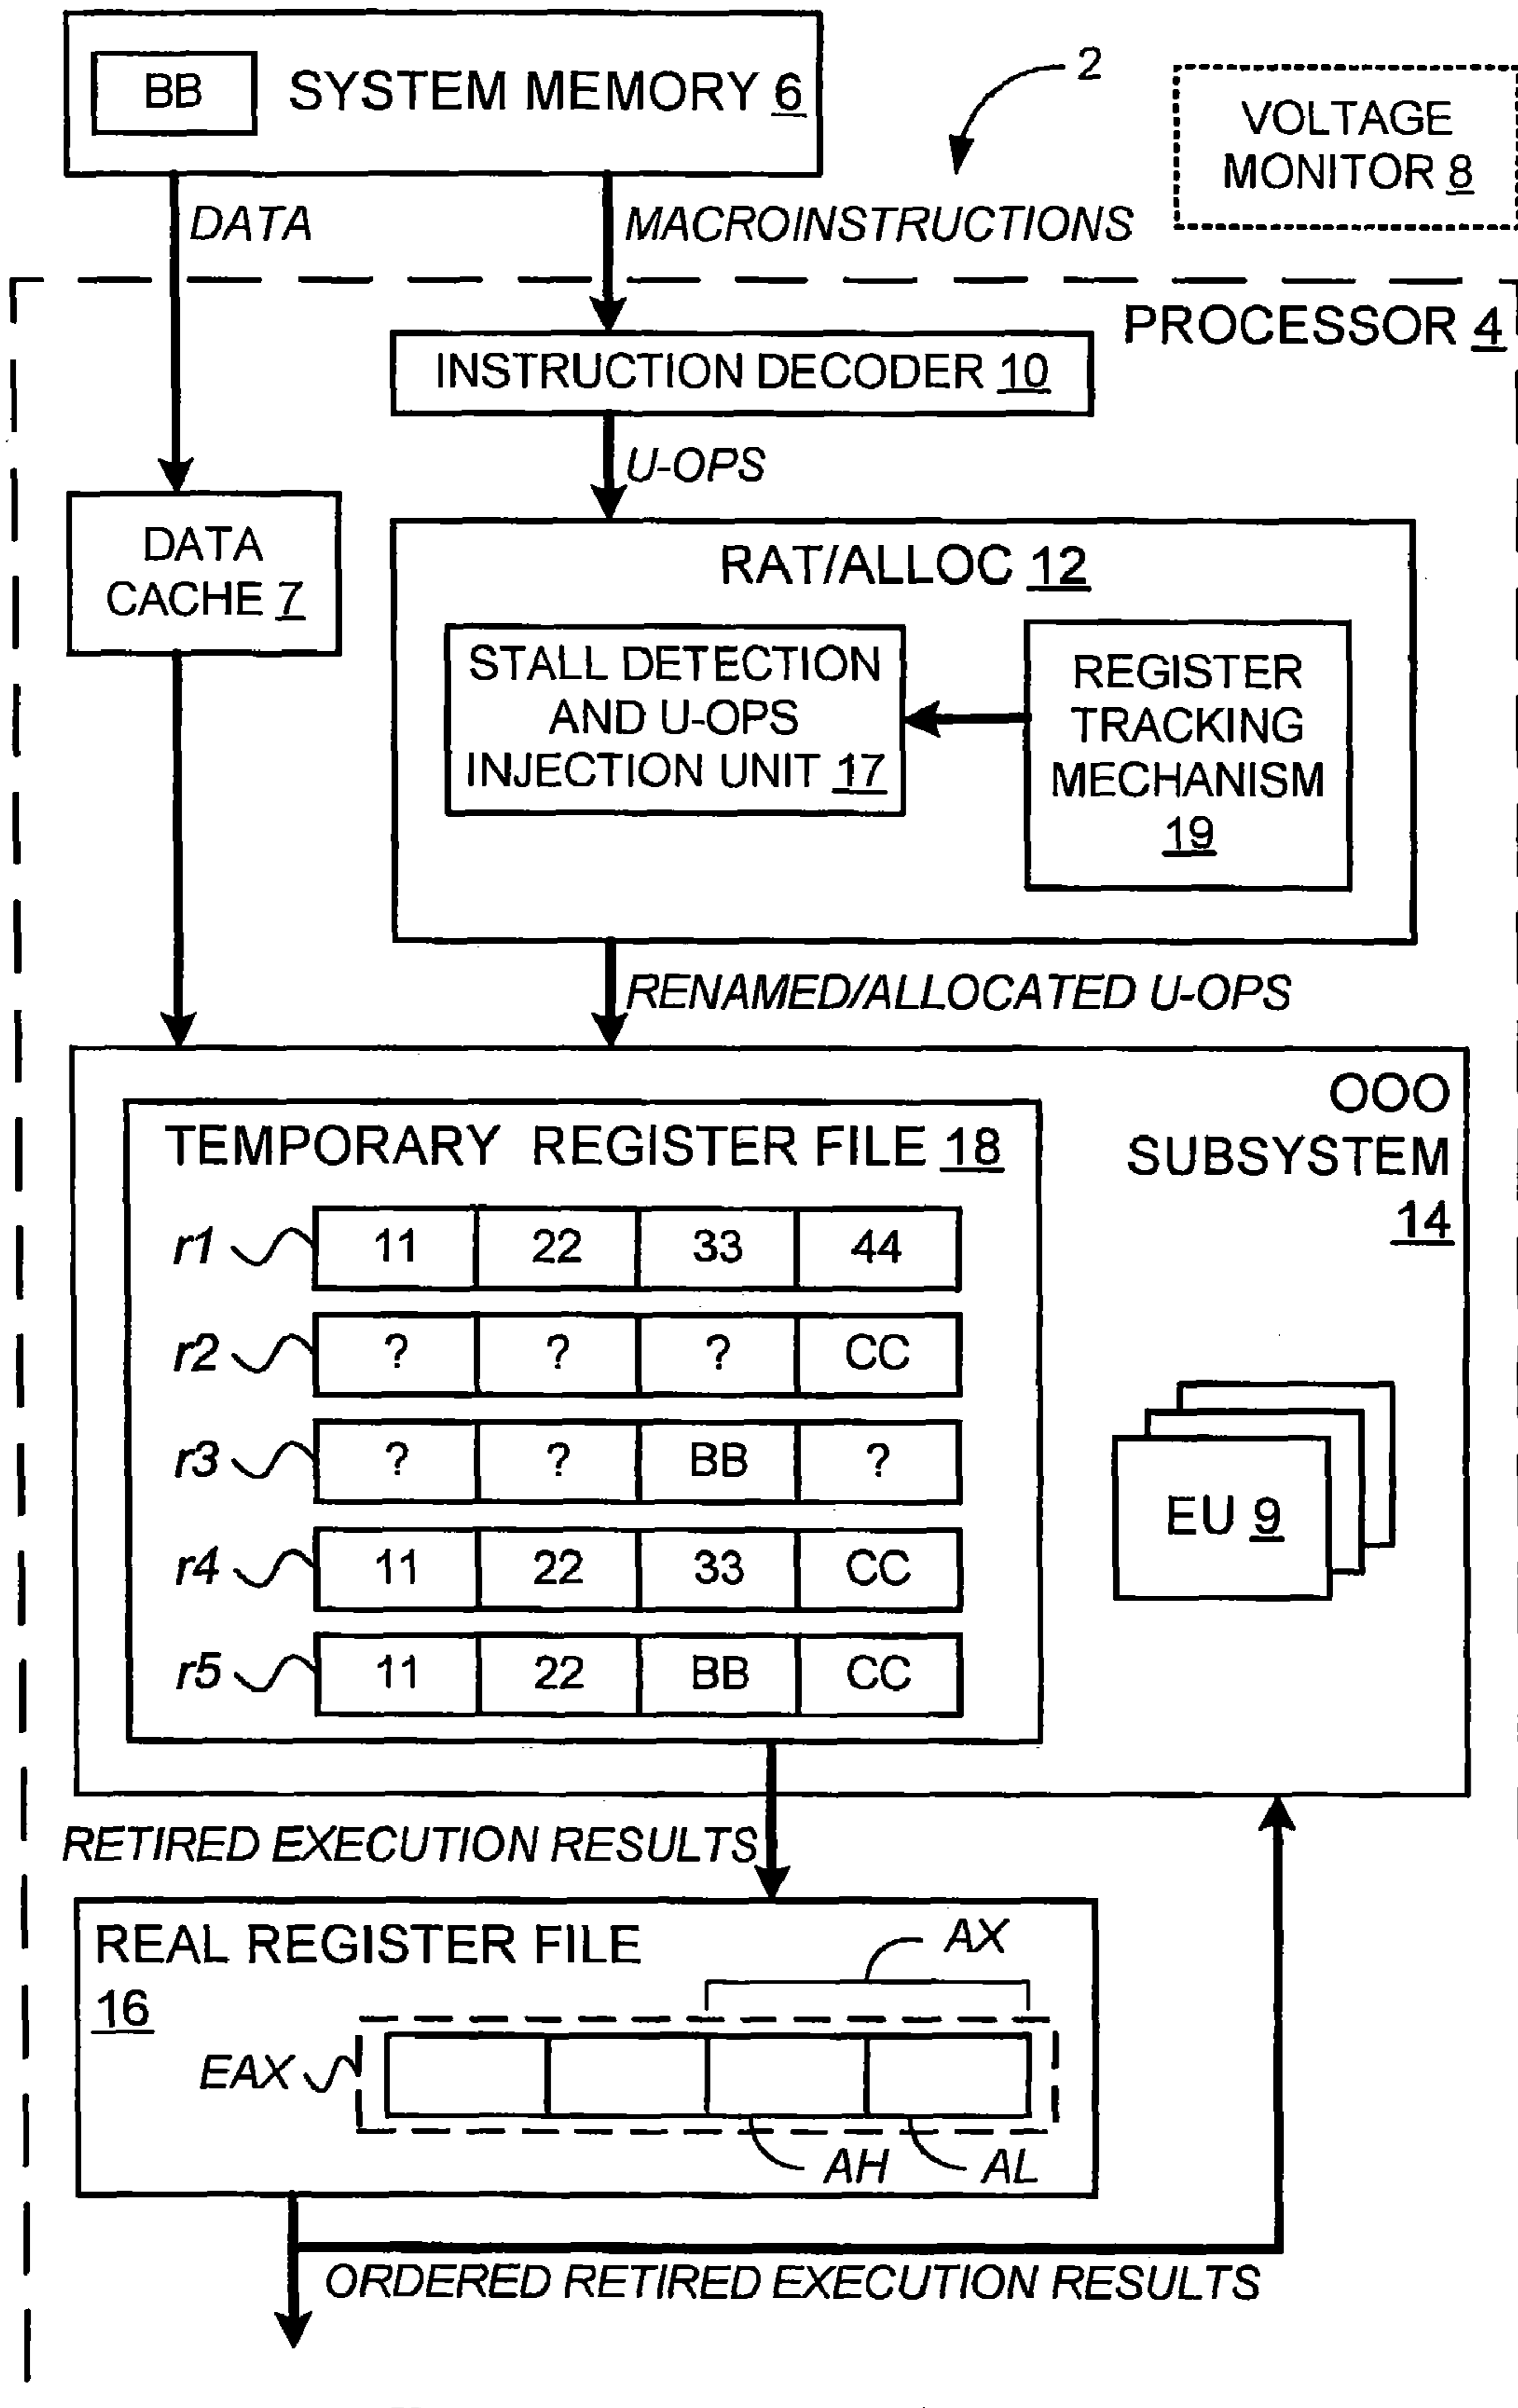 BB SYSTEM MEMORY 6
2
VOLTAGE
MONITOR 8
DATA
MACROINSTRUCTIONS
PROCESSOR 4
INSTRUCTION DECODER 10
U-OPS
DATA
CACHE 7
RAT/ALLOC 12
STALL DETECTION
AND U-OPS
INJECTION UNIT 17
REGISTER
TRACKING
MECHANISM
19
RENAMED/ALLOCATED U-OPS
OOO
SUBSYSTEM
14
TEMPORARY REGISTER FILE 18
r1 11 22 33 44
r2 ? ? ? CC
r3 ? ? BB ?
r4 11 22 33 CC
r5 11 22 BB CC
EU 9
RETIRED EXECUTION RESULTS
REAL REGISTER FILE
16
AX
EAX
AH AL
ORDERED RETIRED EXECUTION RESULTS